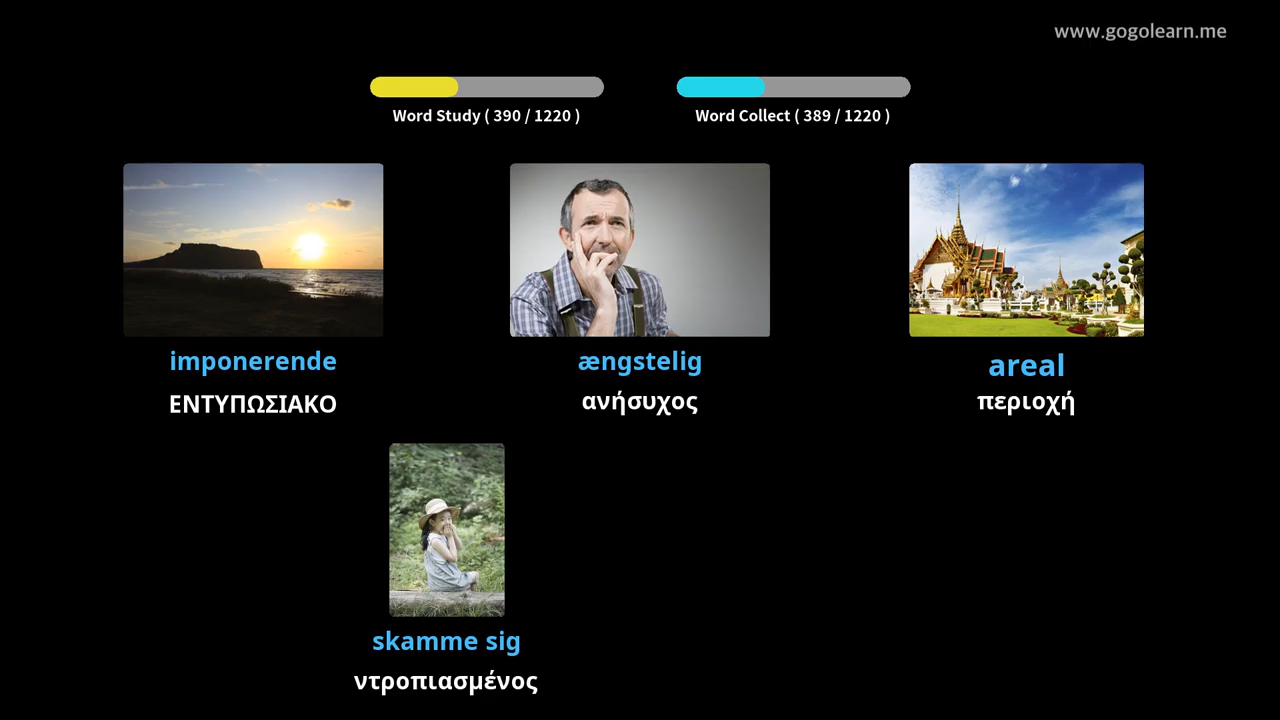 www.gogolearn.me
Word Study ( 390 / 1220 )
Word Collect ( 389 / 1220 )
imponerende
ængstelig
areal
ΕΝΤΥΠΩΣΙΑΚΟ
ανήσυχος
περιοχή
skamme sig
ντροπιασμένος